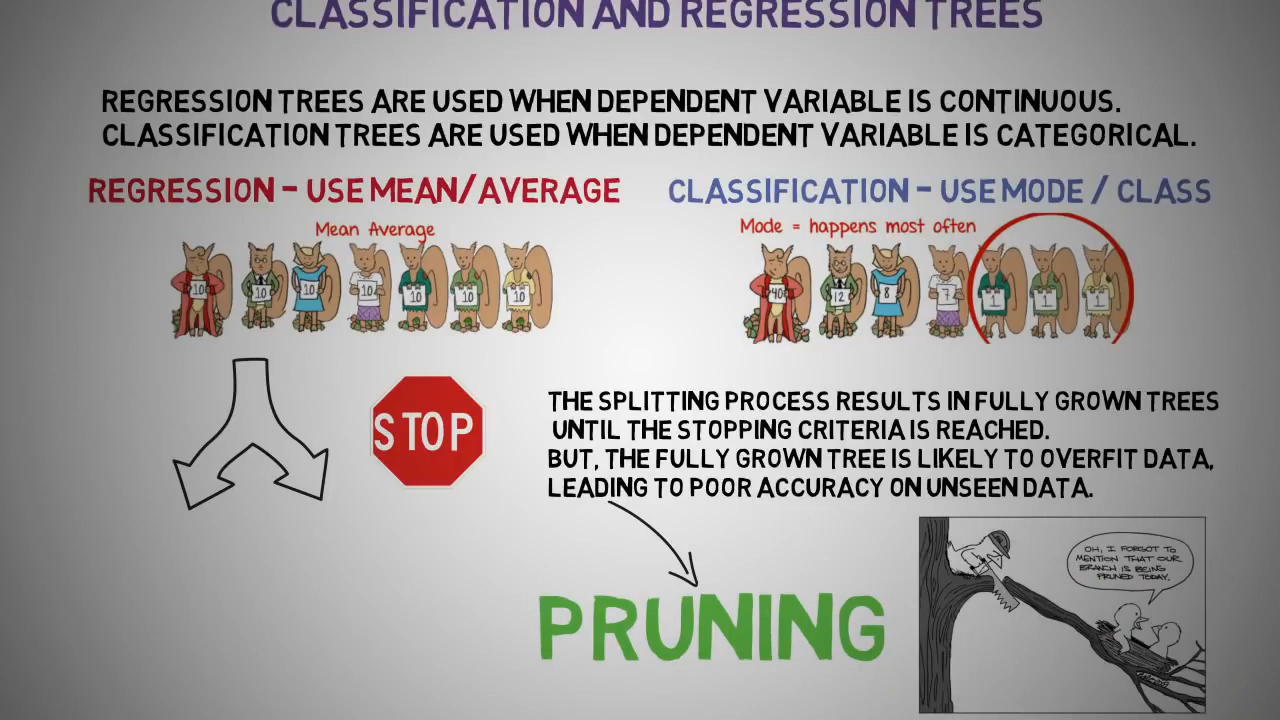 CLASSIFICATION AND REGRESSION TREES
REGRESSION TREES ARE USED WHEN DEPENDENT VARIABLE IS CONTINUOUS.
CLASSIFICATION TREES ARE USED WHEN DEPENDENT VARIABLE IS CATEGORICAL.
REGRESSION - USE MEAN/AVERAGE
Mean Average
10 10 10 10 10 10 10
CLASSIFICATION - USE MODE / CLASS
Mode = happens most often
40 12 8 7 1 1 1
STOP
THE SPLITTING PROCESS RESULTS IN FULLY GROWN TREES
UNTIL THE STOPPING CRITERIA IS REACHED.
BUT, THE FULLY GROWN TREE IS LIKELY TO OVERFIT DATA,
LEADING TO POOR ACCURACY ON UNSEEN DATA.
PRUNING
OH, I FORGOT TO
MENTION THAT OUR
BRANCH IS BEING
PRUNED TODAY.